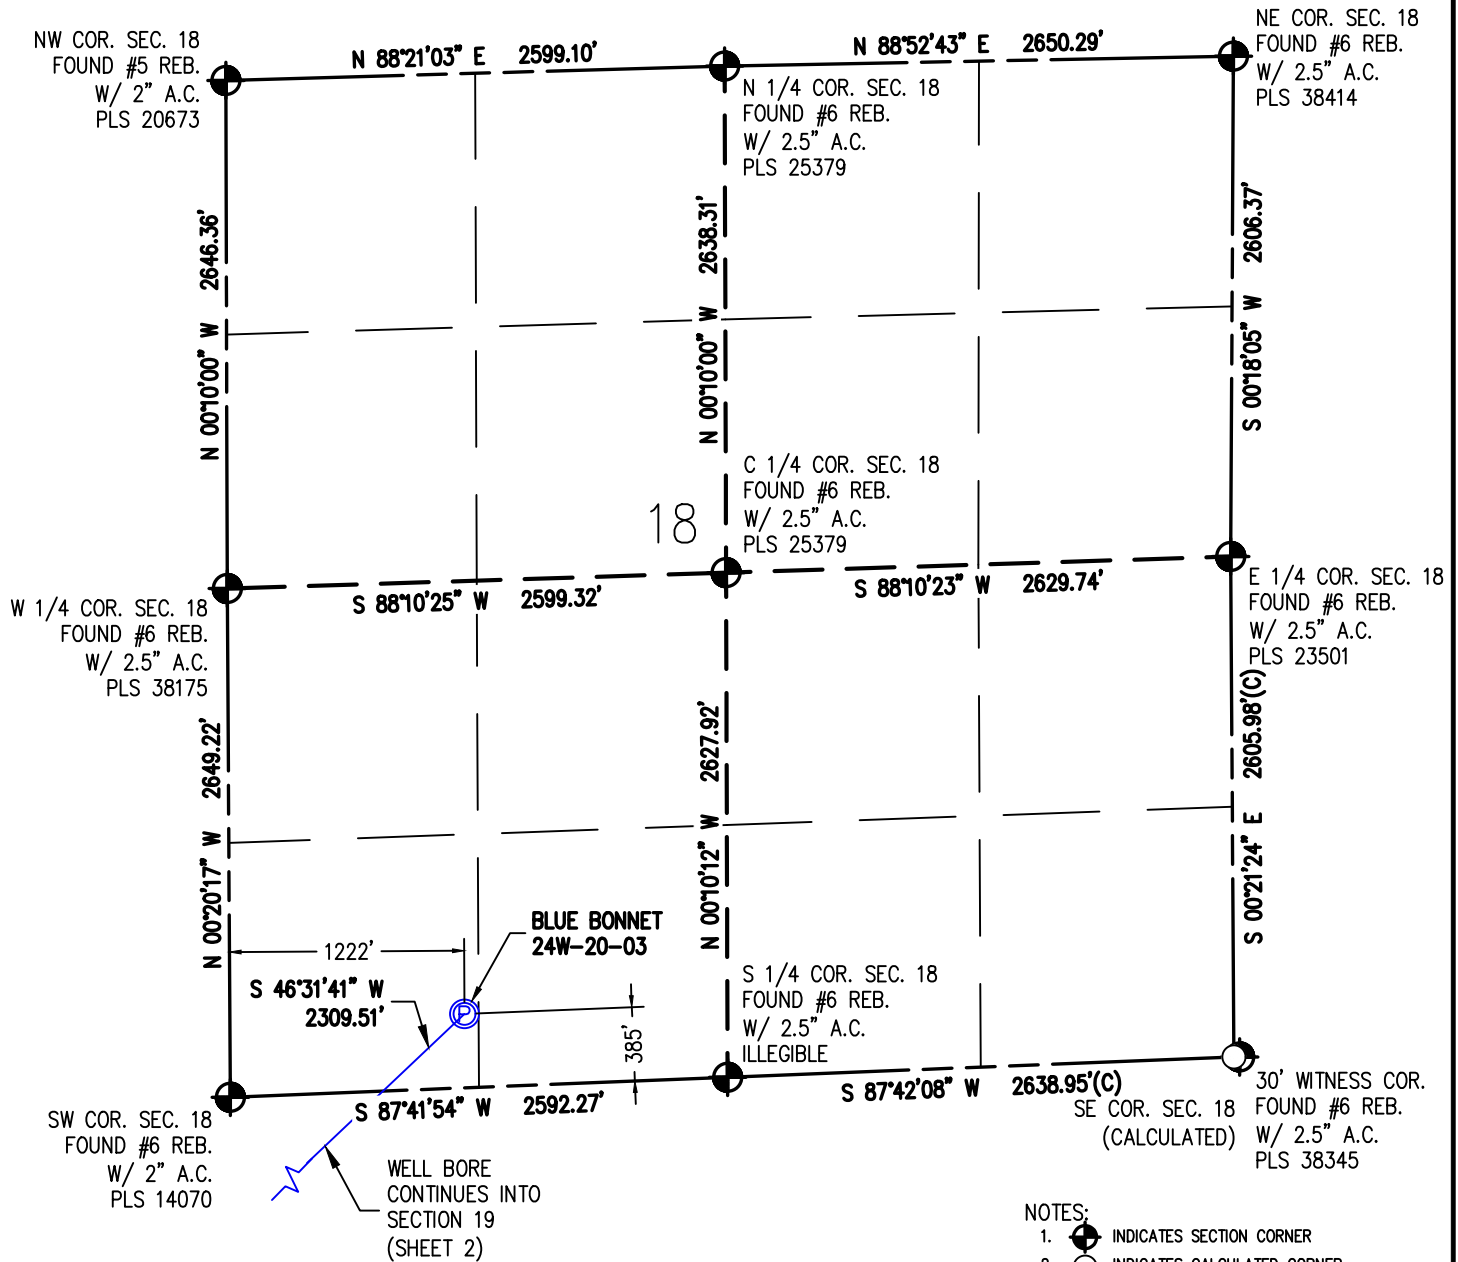 NW COR. SEC. 18
FOUND #5 REB.
W/ 2" A.C.
PLS 20673
N 88°21'03" E 2599.10'
N 88°52'43" E 2650.29'
NE COR. SEC. 18
FOUND #6 REB.
W/ 2.5" A.C.
PLS 38414
N 1/4 COR. SEC. 18
FOUND #6 REB.
W/ 2.5" A.C.
PLS 25379
N 00°10'00" W 2646.36'
N 00°10'00" W 2638.31'
S 00°18'05" W 2606.37'
C 1/4 COR. SEC. 18
FOUND #6 REB.
W/ 2.5" A.C.
PLS 25379
18
W 1/4 COR. SEC. 18
FOUND #6 REB.
W/ 2.5" A.C.
PLS 38175
S 88°10'25" W 2599.32'
S 88°10'23" W 2629.74'
E 1/4 COR. SEC. 18
FOUND #6 REB.
W/ 2.5" A.C.
PLS 23501
N 00°20'17" W 2649.22'
N 00°10'12" W 2627.92'
S 00°21'24" E 2605.98'(C)
BLUE BONNET
24W-20-03
1222'
S 46°31'41" W
2309.51'
P
385'
S 1/4 COR. SEC. 18
FOUND #6 REB.
W/ 2.5" A.C.
ILLEGIBLE
S 87°41'54" W 2592.27'
S 87°42'08" W 2638.95'(C)
SW COR. SEC. 18
FOUND #6 REB.
W/ 2" A.C.
PLS 14070
SE COR. SEC. 18
(CALCULATED)
30' WITNESS COR.
FOUND #6 REB.
W/ 2.5" A.C.
PLS 38345
WELL BORE
CONTINUES INTO
SECTION 19
(SHEET 2)
NOTES:
1. INDICATES SECTION CORNER
2. INDICATES CALCULATED CORNER